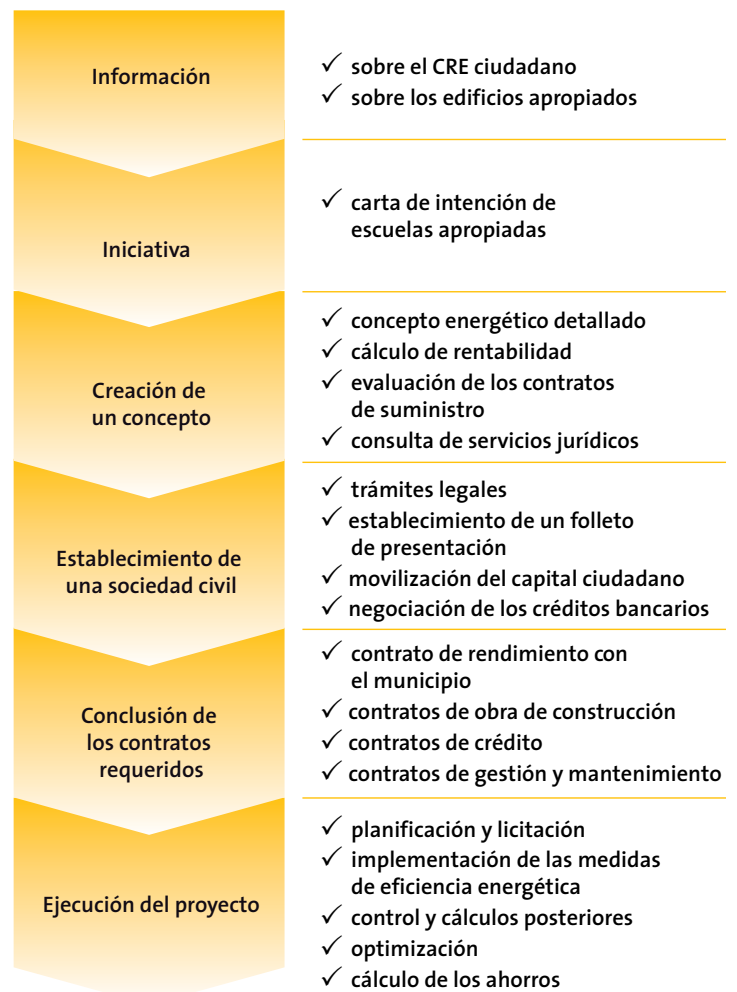 Información
✓ sobre el CRE ciudadano
✓ sobre los edificios apropiados
Iniciativa
✓ carta de intención de
escuelas apropiadas
Creación de
un concepto
✓ concepto energético detallado
✓ cálculo de rentabilidad
✓ evaluación de los contratos
de suministro
✓ consulta de servicios jurídicos
Establecimiento de
una sociedad civil
✓ trámites legales
✓ establecimiento de un folleto
de presentación
✓ movilización del capital ciudadano
✓ negociación de los créditos bancarios
Conclusión de
los contratos
requeridos
✓ contrato de rendimiento con
el municipio
✓ contratos de obra de construcción
✓ contratos de crédito
✓ contratos de gestión y mantenimiento
Ejecución del proyecto
✓ planificación y licitación
✓ implementación de las medidas
de eficiencia energética
✓ control y cálculos posteriores
✓ optimización
✓ cálculo de los ahorros